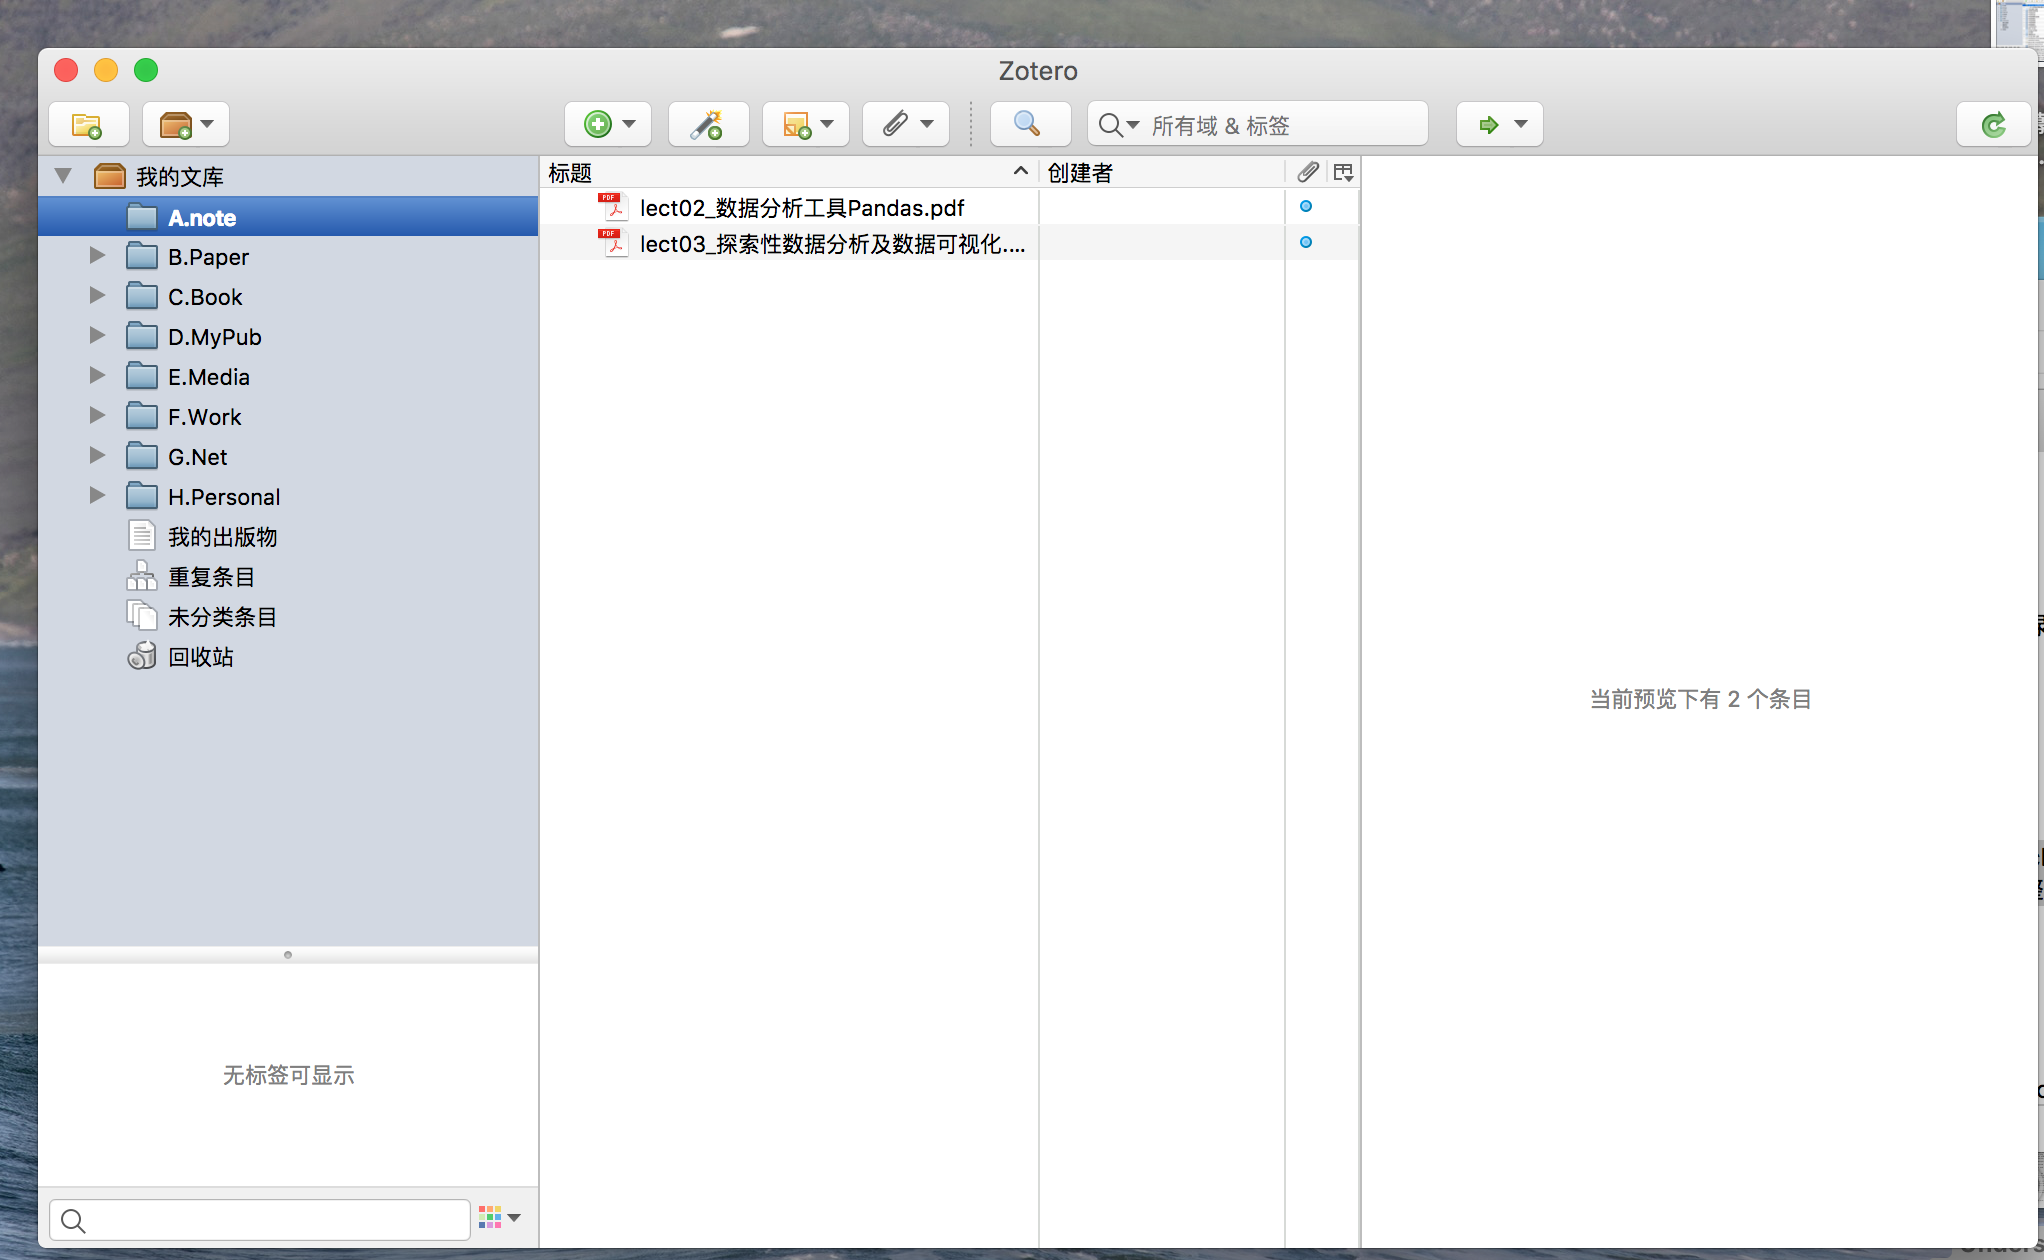 Zotero
所有域 & 标签
我的文库
A.note
B.Paper
C.Book
D.MyPub
E.Media
F.Work
G.Net
H.Personal
我的出版物
重复条目
未分类条目
回收站
无标签可显示
标题
创建者
PDF
lect02_数据分析工具Pandas.pdf
PDF
lect03_探索性数据分析及数据可视化....
当前预览下有 2 个条目